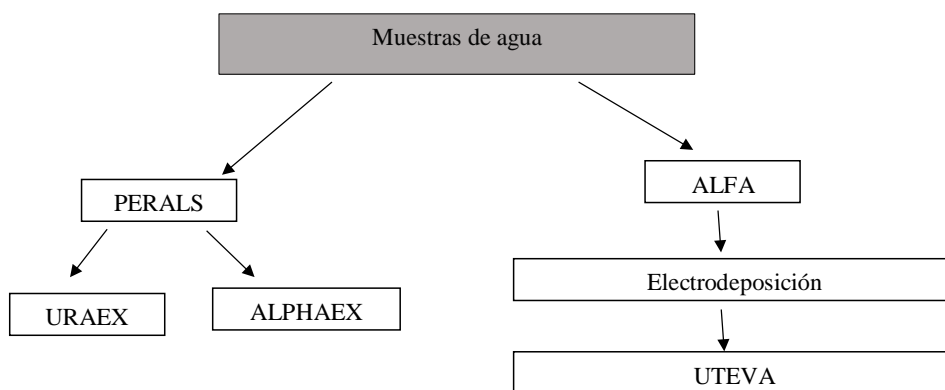 Muestras de agua
PERALS
ALFA
Electrodeposición
URAEX
ALPHAEX
UTEVA